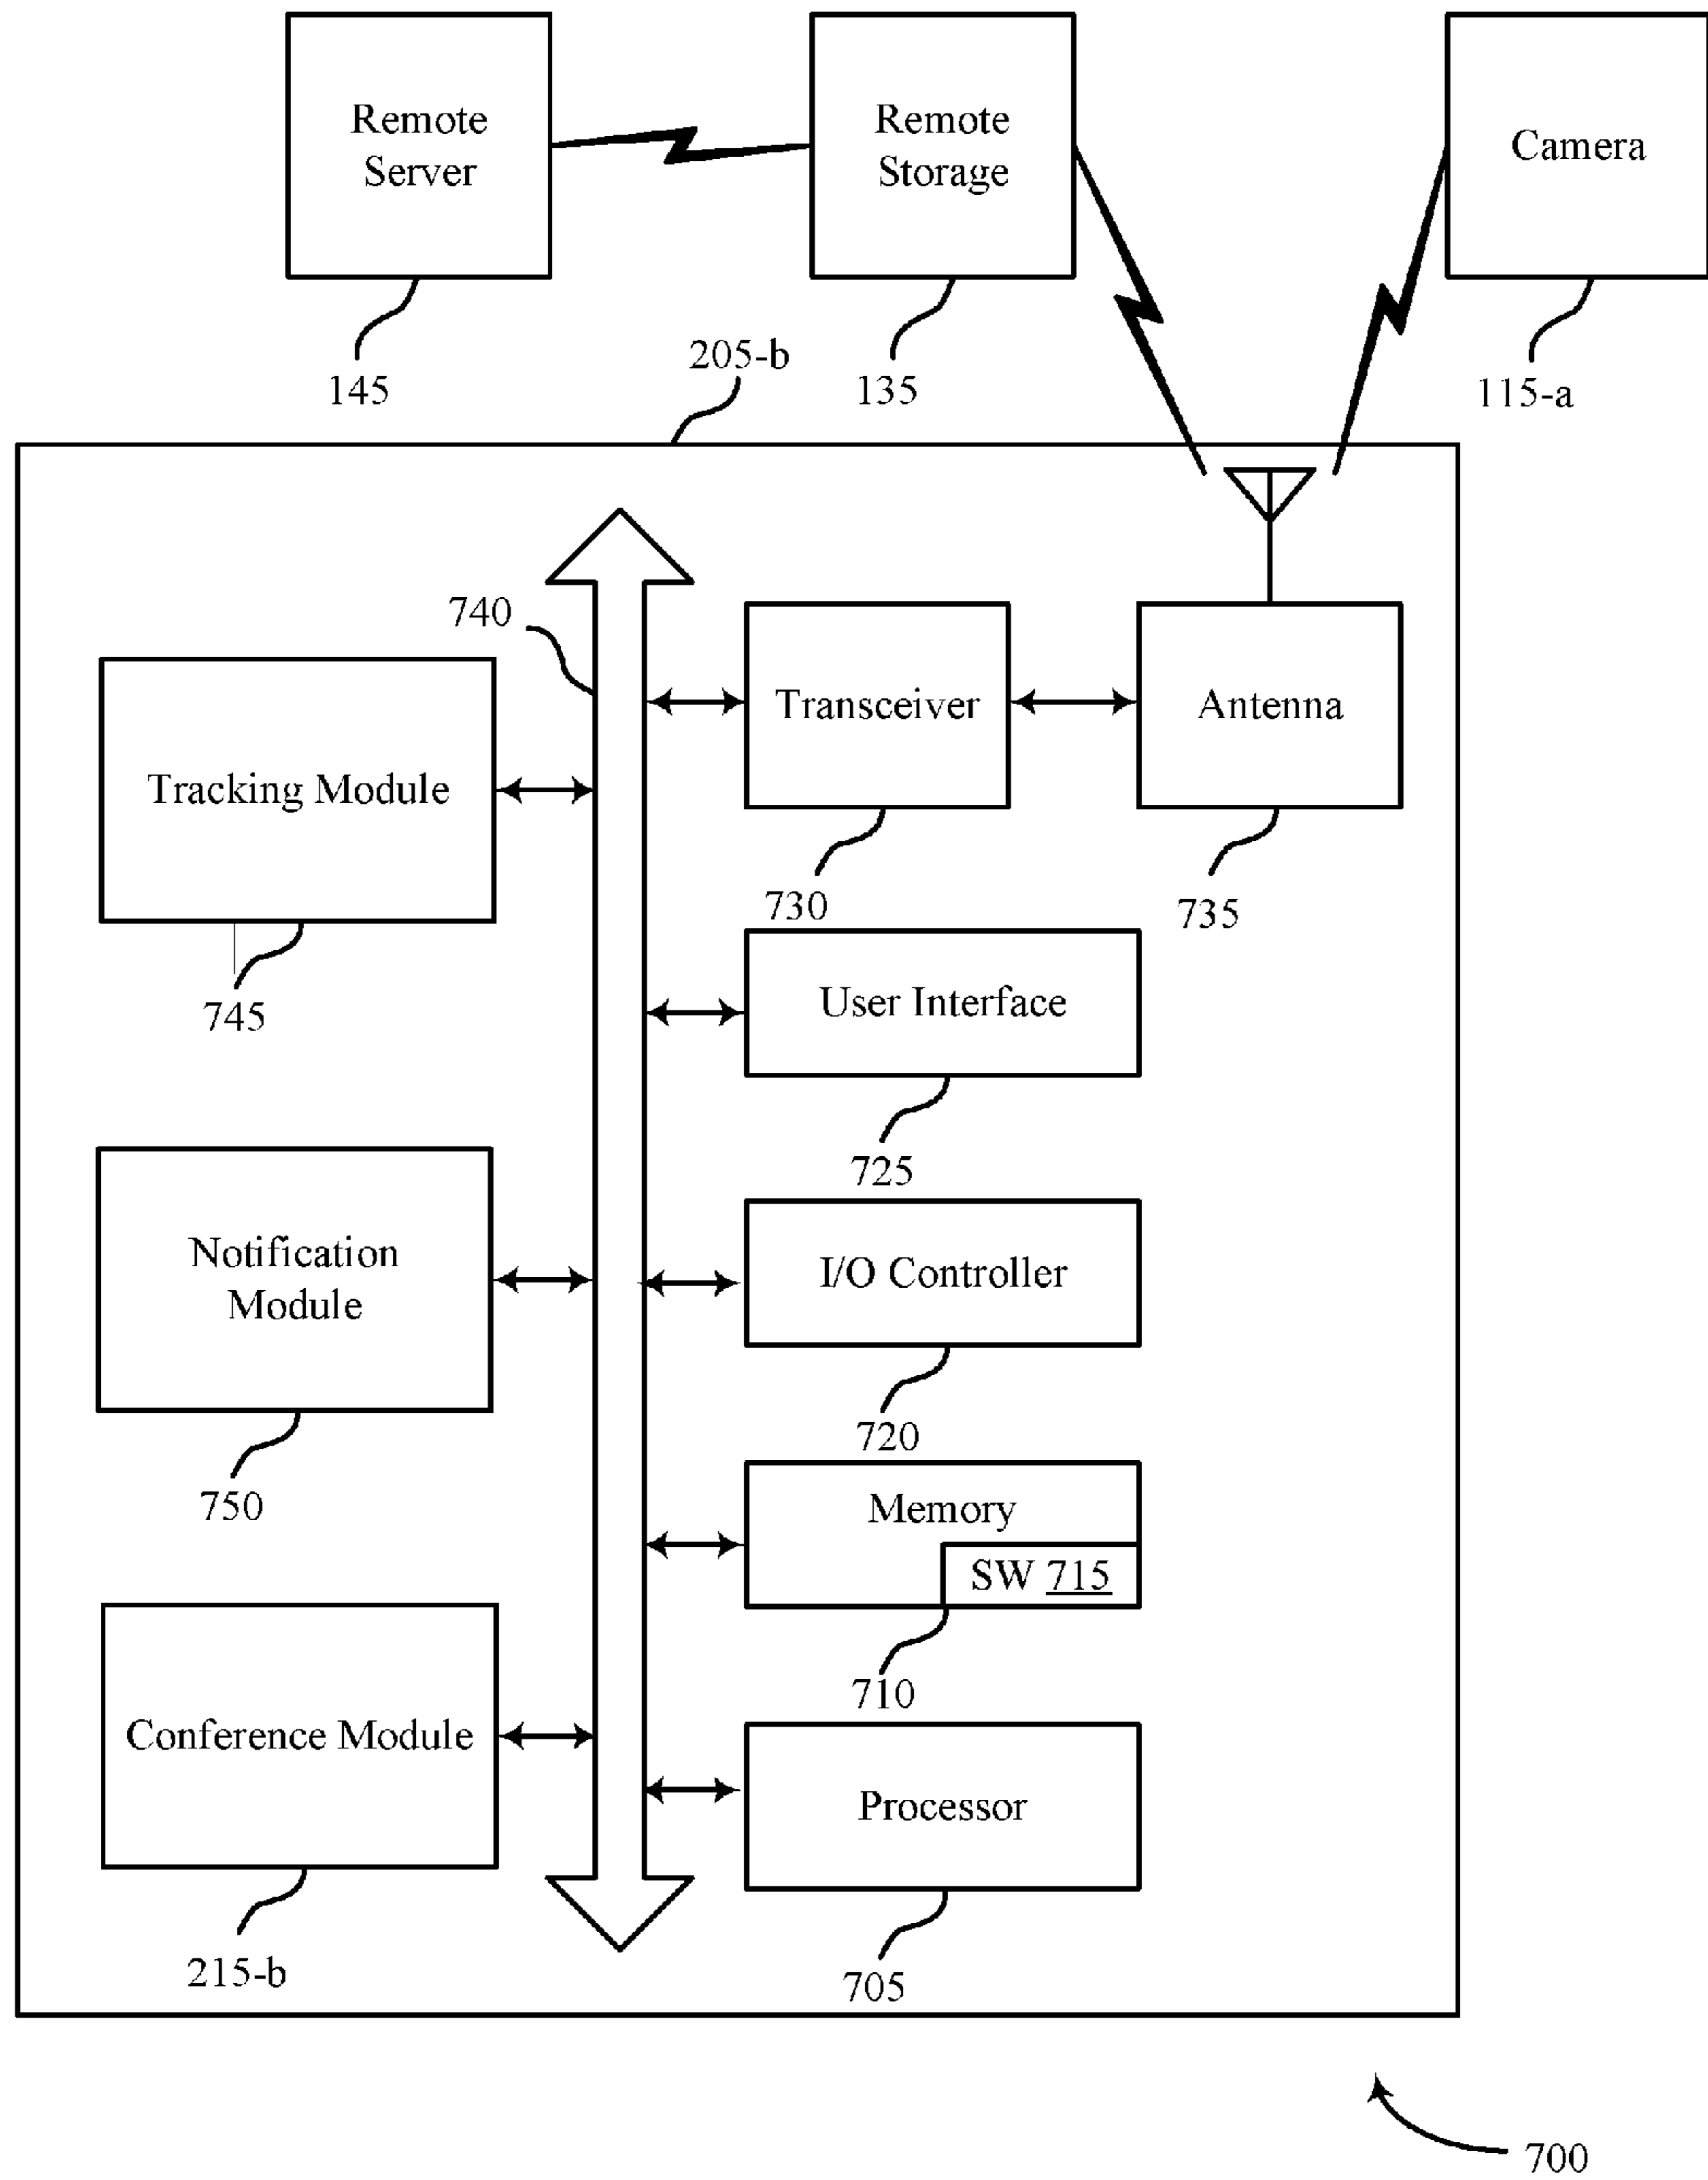 Remote
Server
Remote
Storage
Camera
145
205-b
135
115-a
740
Transceiver
Antenna
Tracking Module
730
735
745
User Interface
725
Notification
Module
I/O Controller
720
750
Memory
SW 715
710
Conference Module
Processor
215-b
705
700